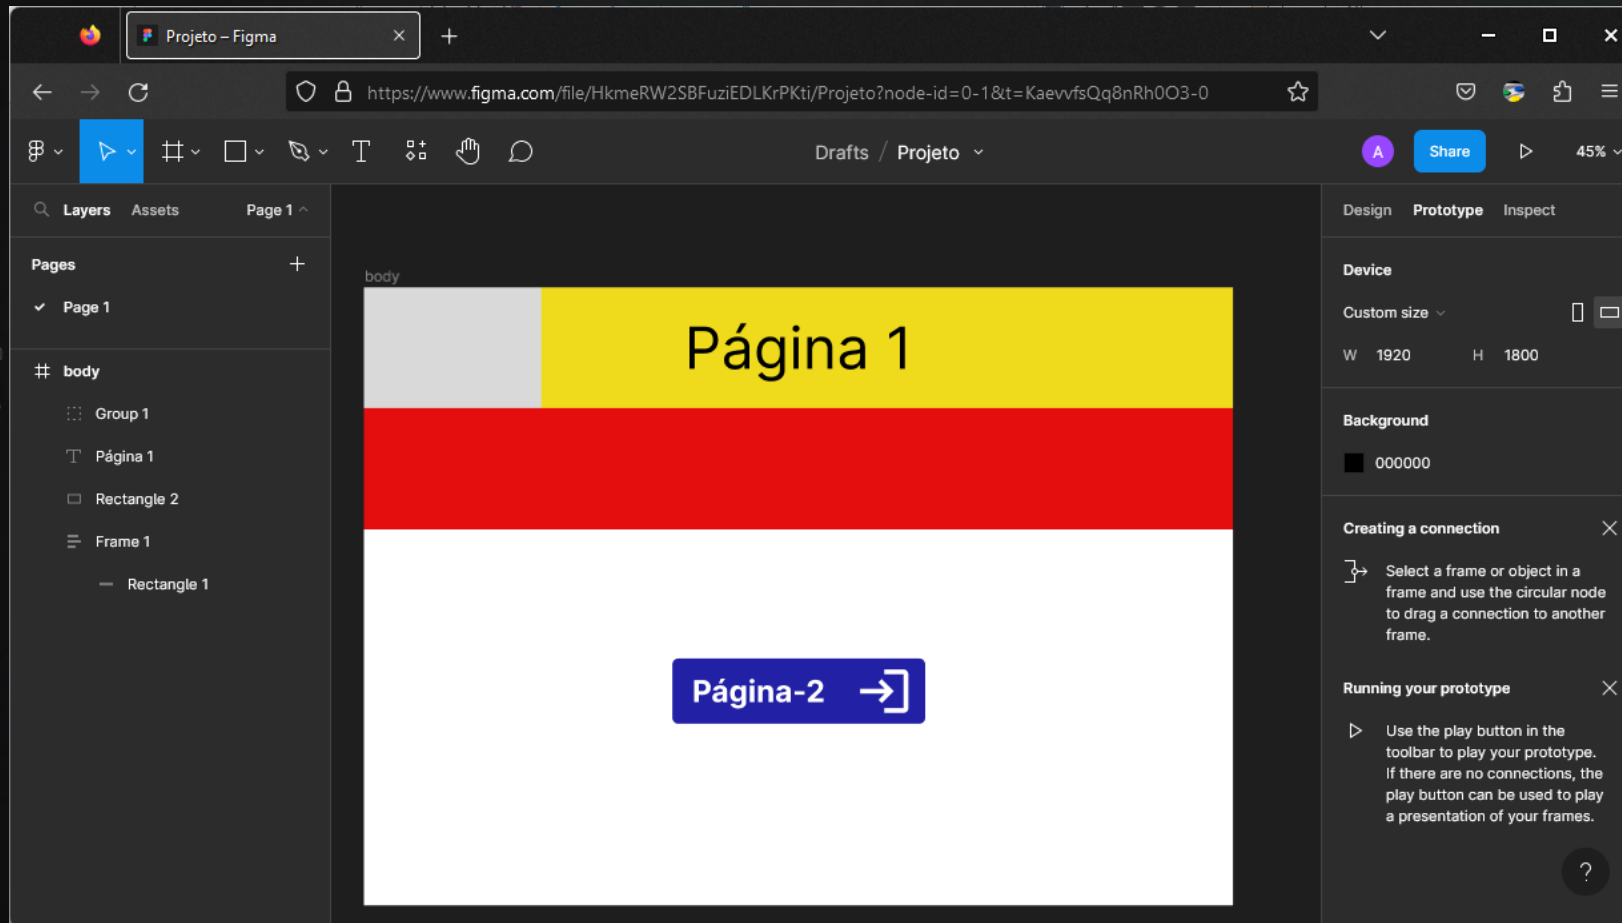 Projeto – Figma
https://www.figma.com/file/HkmeRW2SBFuziEDLKrPKti/Projeto?node-id=0-1&t=KaevvfsQq8nRh0O3-0
Drafts / Projeto
A
Share
45%
Layers Assets Page 1
Pages
Page 1
body
Group 1
Página 1
Rectangle 2
Frame 1
Rectangle 1
body
Página 1
Página-2
Design Prototype Inspect
Device
Custom size
W 1920 H 1800
Background
000000
Creating a connection
Select a frame or object in a
frame and use the circular node
to drag a connection to another
frame.
Running your prototype
Use the play button in the
toolbar to play your prototype.
If there are no connections, the
play button can be used to play
a presentation of your frames.
?